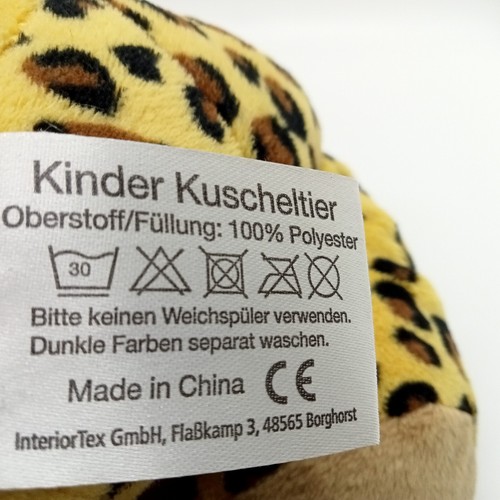 Kinder Kuscheltier
Oberstoff/Füllung: 100% Polyester
30
Bitte keinen Weichspüler verwenden.
Dunkle Farben separat waschen.
Made in China CE
InteriorTex GmbH, Flaßkamp 3, 48565 Borghorst